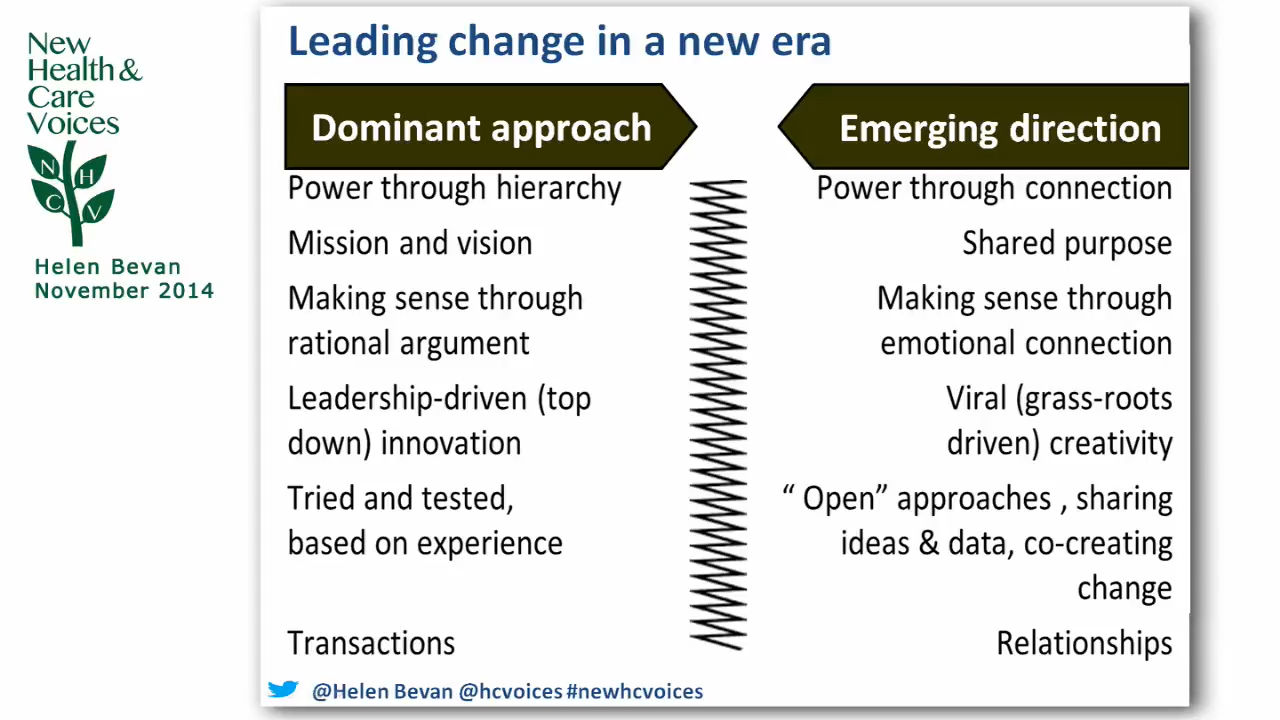 New
Health &
Care
Voices
N
H
C
V
Helen Bevan
November 2014
Leading change in a new era
Dominant approach
Emerging direction
Power through hierarchy
Power through connection
Mission and vision
Shared purpose
Making sense through
rational argument
Making sense through
emotional connection
Leadership-driven (top
down) innovation
Viral (grass-roots
driven) creativity
Tried and tested,
based on experience
“ Open” approaches , sharing
ideas & data, co-creating
change
Transactions
Relationships
@Helen Bevan @hcvoices #newhcvoices